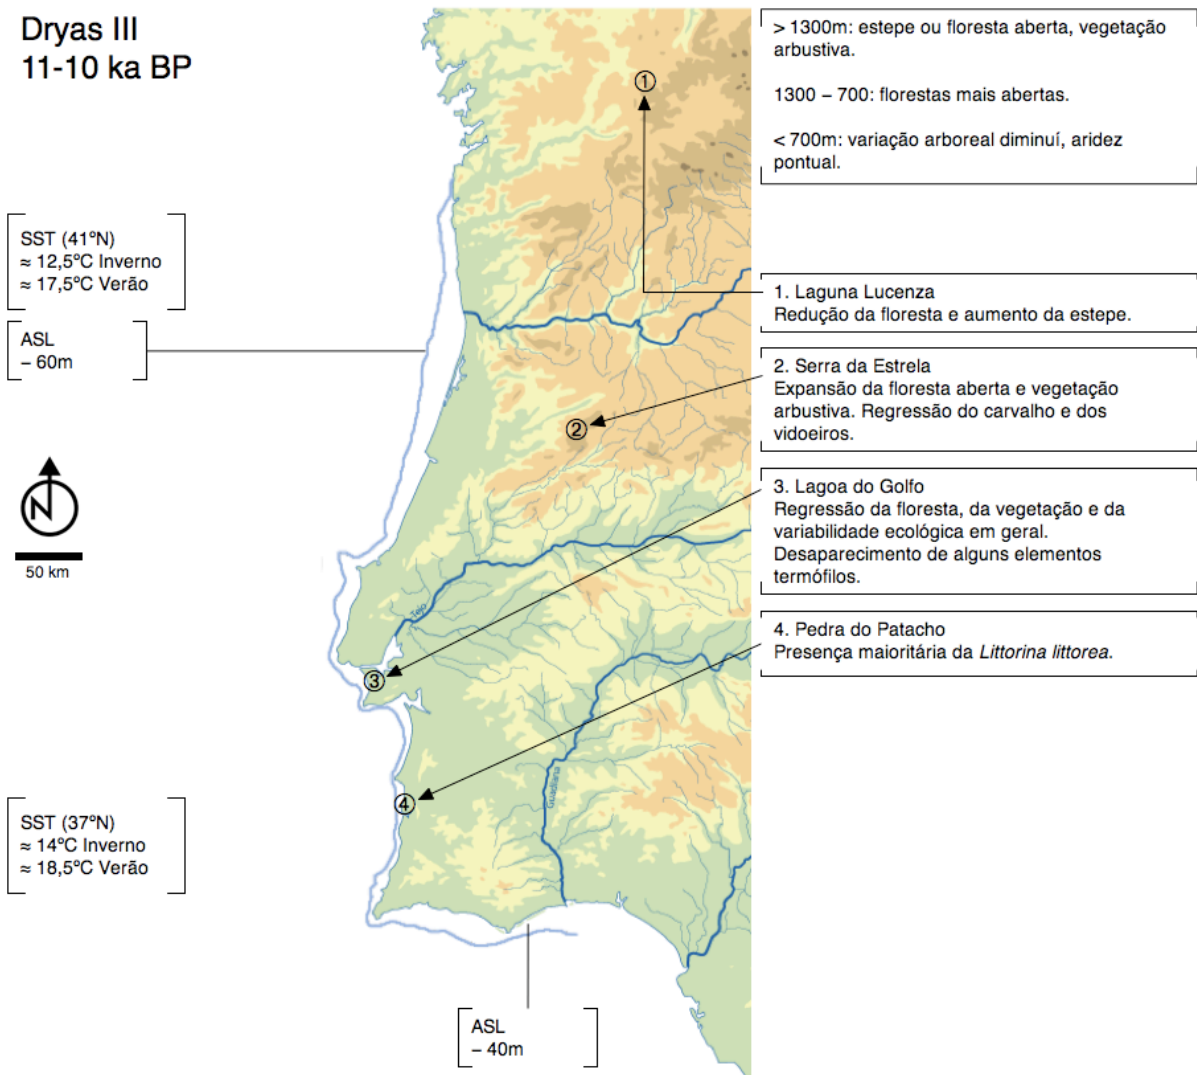 Dryas III
11-10 ka BP
> 1300m: estepe ou floresta aberta, vegetação
arbustiva.
1300 – 700: florestas mais abertas.
< 700m: variação arboreal diminuí, aridez
pontual.
1
SST (41ºN)
≈ 12,5ºC Inverno
≈ 17,5ºC Verão
ASL
– 60m
1. Laguna Lucenza
Redução da floresta e aumento da estepe.
2. Serra da Estrela
Expansão da floresta aberta e vegetação
arbustiva. Regressão do carvalho e dos
vidoeiros.
2
3. Lagoa do Golfo
Regressão da floresta, da vegetação e da
variabilidade ecológica em geral.
Desaparecimento de alguns elementos
termófilos.
N
50 km
Tejo
4. Pedra do Patacho
Presença maioritária da Littorina littorea.
3
Guadiana
4
SST (37ºN)
≈ 14ºC Inverno
≈ 18,5ºC Verão
ASL
– 40m